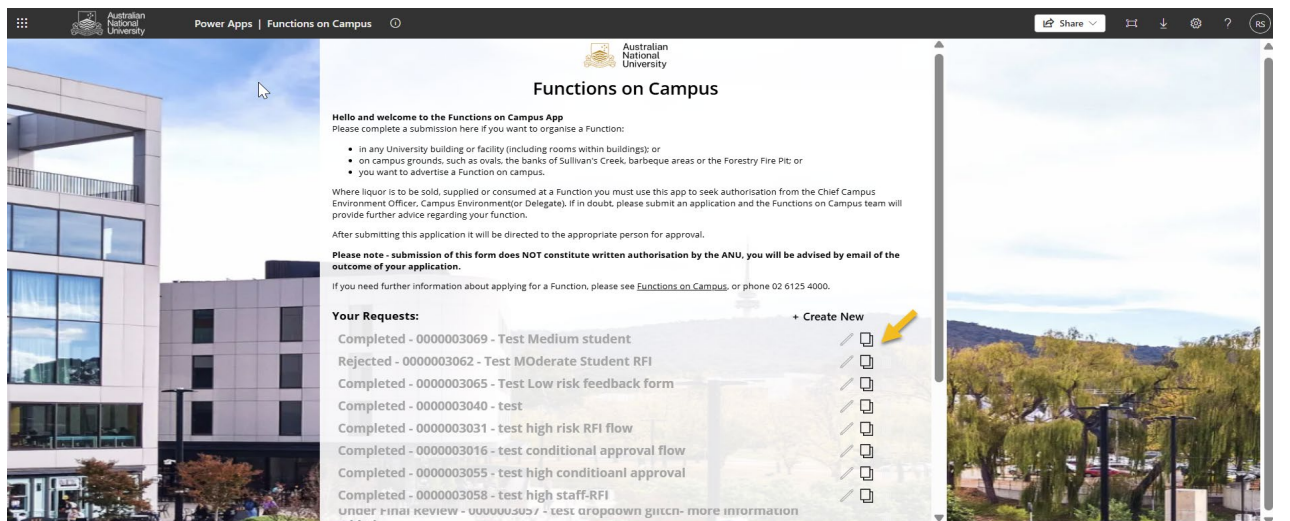 Australian
National
University
Power Apps | Functions on Campus
Share
?
RS
Australian
National
University
Functions on Campus
Hello and welcome to the Functions on Campus App
Please complete a submission here if you want to organise a Function:
• in any University building or facility (including rooms within buildings); or
• on campus grounds, such as ovals, the banks of Sullivan's Creek, barbeque areas or the Forestry Fire Pit; or
• you want to advertise a Function on campus.
Where liquor is to be sold, supplied or consumed at a Function you must use this app to seek authorisation from the Chief Campus
Environment Officer, Campus Environment(or Delegate). If in doubt, please submit an application and the Functions on Campus team will
provide further advice regarding your function.
After submitting this application it will be directed to the appropriate person for approval.
Please note - submission of this form does NOT constitute written authorisation by the ANU, you will be advised by email of the
outcome of your application.
If you need further information about applying for a Function, please see Functions on Campus, or phone 02 6125 4000.
Your Requests:
+ Create New
Completed - 0000003069 - Test Medium student
Rejected - 0000003062 - Test MOderate Student RFI
Completed - 0000003065 - Test Low risk feedback form
Completed - 0000003040 - test
Completed - 0000003031 - test high risk RFI flow
Completed - 0000003016 - test conditional approval flow
Completed - 0000003055 - test high conditioanl approval
Completed - 0000003058 - test high staff-RFI
Under Final Review - 0000003057 - test dropdown glitch- more information